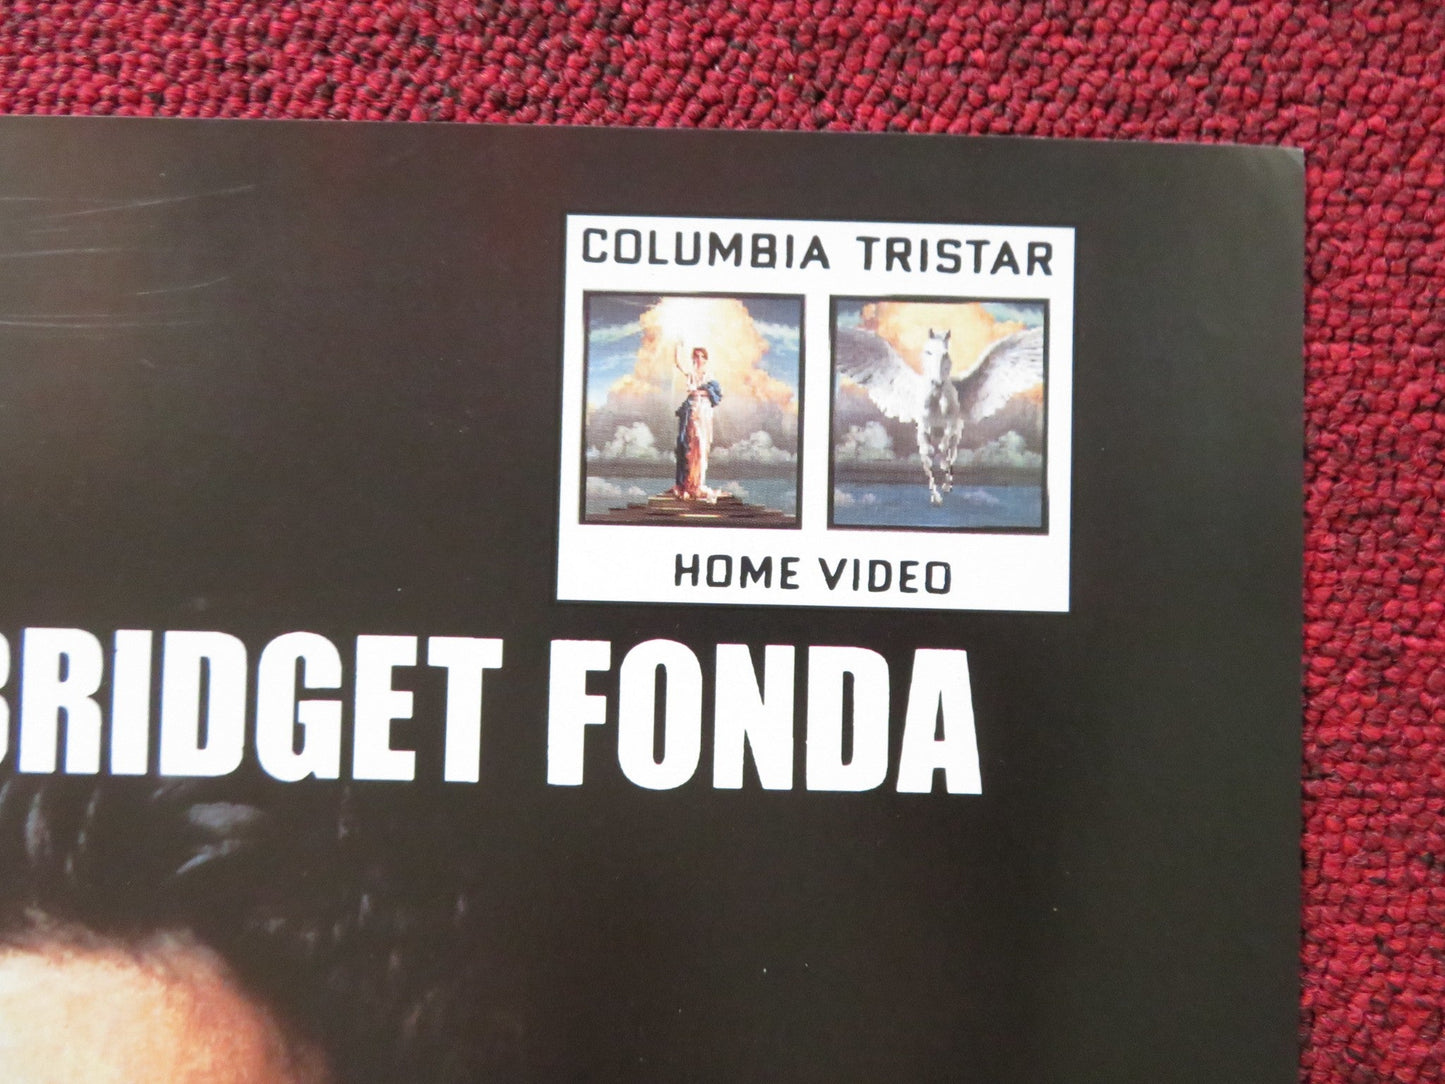 COLUMBIA TRISTAR
HOME VIDEO
BRIDGET FONDA